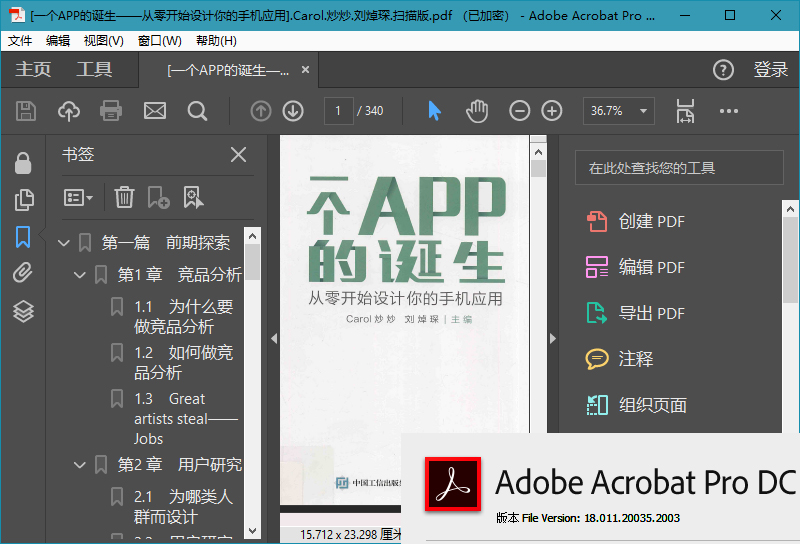 [一个APP的诞生——从零开始设计你的手机应用].Carol.炒炒.刘焯琛.扫描版.pdf （已加密） - Adobe Acrobat Pro ...
文件 编辑 视图(V) 窗口(W) 帮助(H)
主页 工具 [一个APP的诞生—... × ? 登录
1 / 340 36.7%
书签
第一篇 前期探索
第1 章 竞品分析
1.1 为什么要
做竞品分析
1.2 如何做竞
品分析
1.3 Great
artists steal——
Jobs
第2 章 用户研究
2.1 为哪类人
群而设计
一个APP
的诞生
从零开始设计你的手机应用
Carol 炒炒 刘焯琛 | 主编
中国工信出版
15.712 x 23.298 厘米
在此处查找您的工具
创建 PDF
编辑 PDF
导出 PDF
注释
组织页面
Adobe Acrobat Pro DC
版本 File Version: 18.011.20035.2003